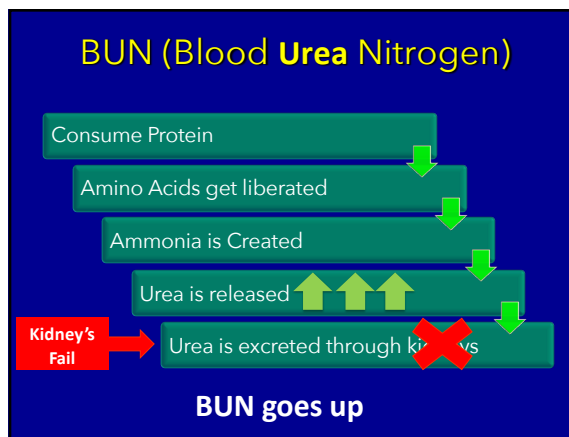 BUN (Blood Urea Nitrogen)
Consume Protein
Amino Acids get liberated
Ammonia is Created
Urea is released
Kidney's
Fail
Urea is excreted through kidneys
BUN goes up